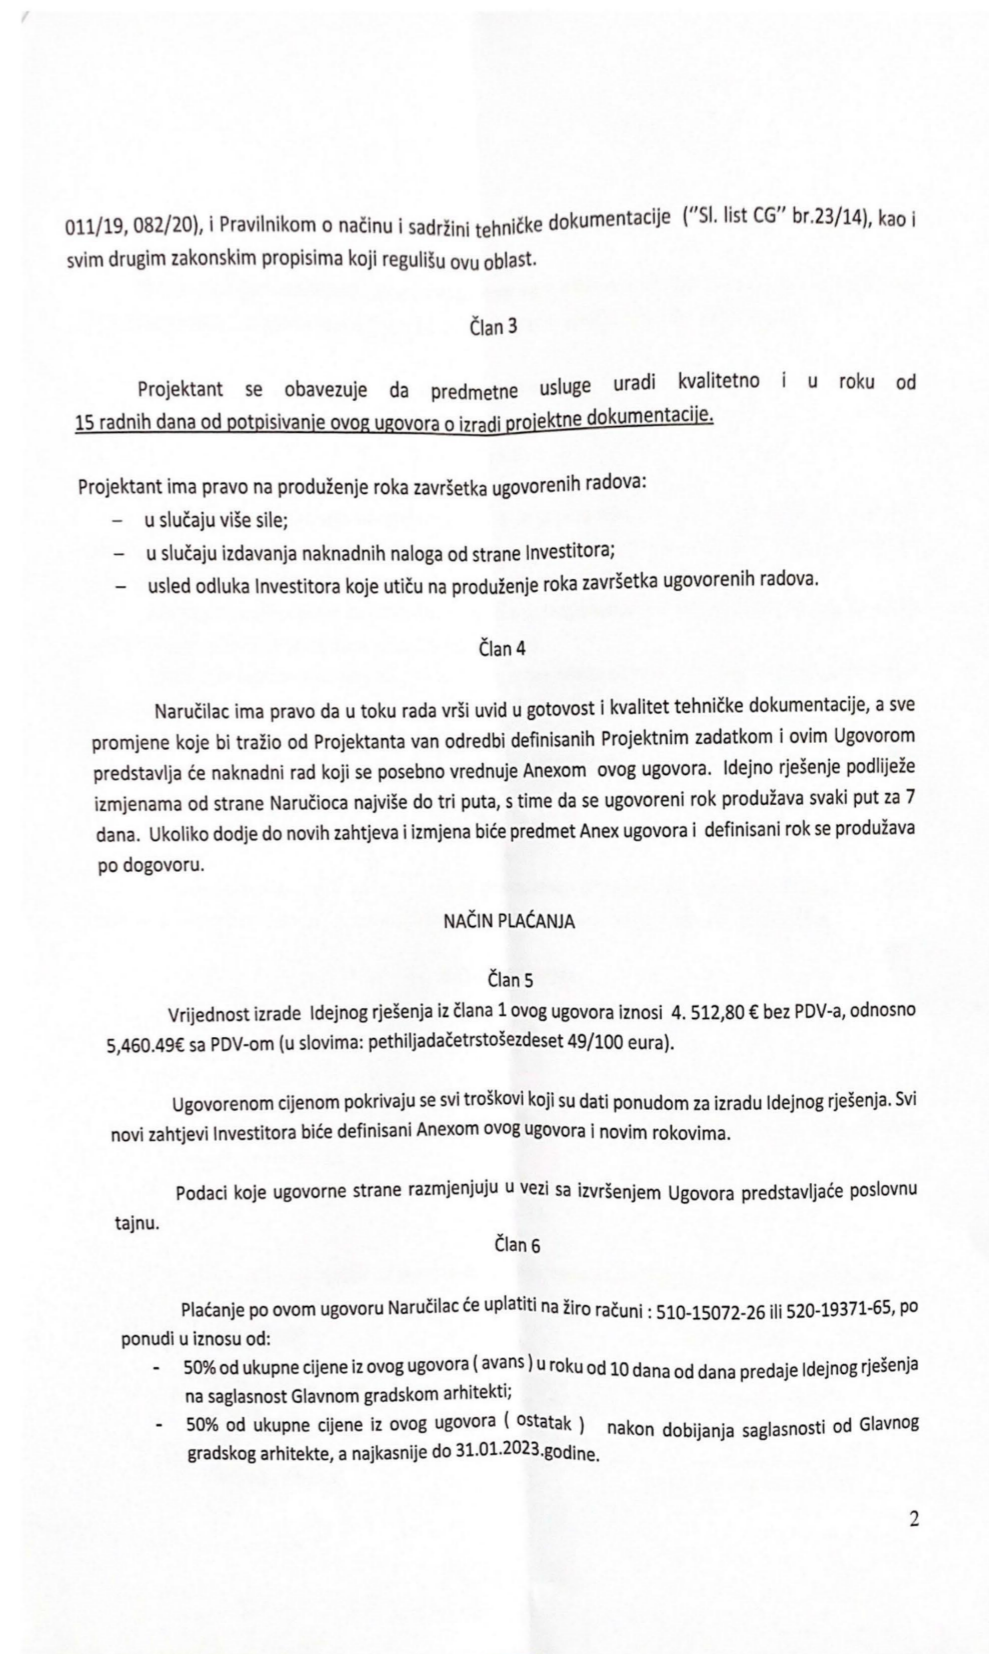 011/19, 082/20), i Pravilnikom o načinu i sadržini tehničke dokumentacije (''Sl. list CG'' br.23/14), kao i
svim drugim zakonskim propisima koji regulišu ovu oblast.
Član 3
Projektant se obavezuje da predmetne usluge uradi kvalitetno i u roku od
15 radnih dana od potpisivanje ovog ugovora o izradi projektne dokumentacije.
Projektant ima pravo na produženje roka završetka ugovorenih radova:
– u slučaju više sile;
– u slučaju izdavanja naknadnih naloga od strane Investitora;
– usled odluka Investitora koje utiču na produženje roka završetka ugovorenih radova.
Član 4
Naručilac ima pravo da u toku rada vrši uvid u gotovost i kvalitet tehničke dokumentacije, a sve
promjene koje bi tražio od Projektanta van odredbi definisanih Projektnim zadatkom i ovim Ugovorom
predstavlja će naknadni rad koji se posebno vrednuje Anexom ovog ugovora. Idejno rješenje podliježe
izmjenama od strane Naručioca najviše do tri puta, s time da se ugovoreni rok produžava svaki put za 7
dana. Ukoliko dodje do novih zahtjeva i izmjena biće predmet Anex ugovora i definisani rok se produžava
po dogovoru.
NAČIN PLAĆANJA
Član 5
Vrijednost izrade Idejnog rješenja iz člana 1 ovog ugovora iznosi 4. 512,80 € bez PDV-a, odnosno
5,460.49€ sa PDV-om (u slovima: pethiljadačetrstošezdeset 49/100 eura).
Ugovorenom cijenom pokrivaju se svi troškovi koji su dati ponudom za izradu Idejnog rješenja. Svi
novi zahtjevi Investitora biće definisani Anexom ovog ugovora i novim rokovima.
Podaci koje ugovorne strane razmjenjuju u vezi sa izvršenjem Ugovora predstavljaće poslovnu
tajnu.
Član 6
Plaćanje po ovom ugovoru Naručilac će uplatiti na žiro računi : 510-15072-26 ili 520-19371-65, po
ponudi u iznosu od:
- 50% od ukupne cijene iz ovog ugovora ( avans ) u roku od 10 dana od dana predaje Idejnog rješenja
na saglasnost Glavnom gradskom arhitekti;
- 50% od ukupne cijene iz ovog ugovora ( ostatak ) nakon dobijanja saglasnosti od Glavnog
gradskog arhitekte, a najkasnije do 31.01.2023.godine.
2